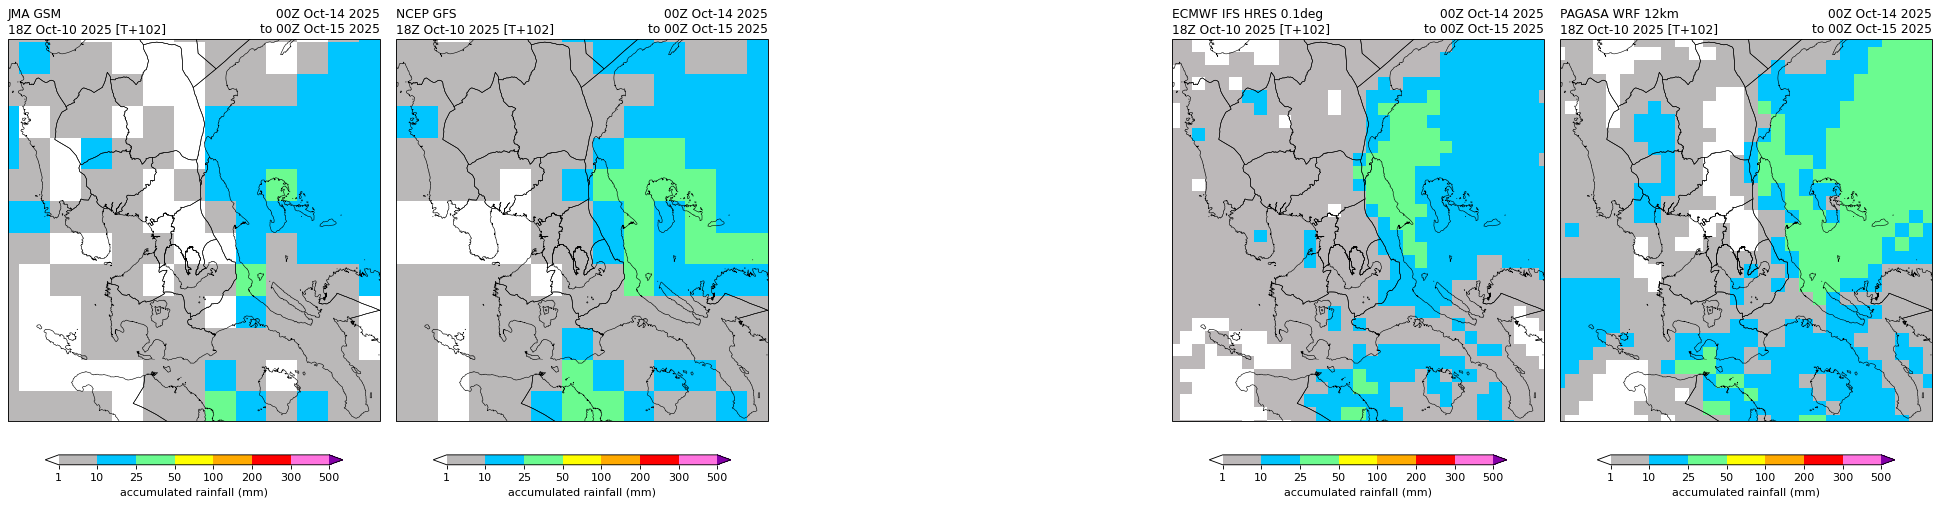 JMA GSM 00Z Oct-14 2025
18Z Oct-10 2025 [T+102] to 00Z Oct-15 2025
NCEP GFS 00Z Oct-14 2025
18Z Oct-10 2025 [T+102] to 00Z Oct-15 2025
ECMWF IFS HRES 0.1deg 00Z Oct-14 2025
18Z Oct-10 2025 [T+102] to 00Z Oct-15 2025
PAGASA WRF 12km 00Z Oct-14 2025
18Z Oct-10 2025 [T+102] to 00Z Oct-15 2025
1 10 25 50 100 200 300 500
accumulated rainfall (mm)
1 10 25 50 100 200 300 500
accumulated rainfall (mm)
1 10 25 50 100 200 300 500
accumulated rainfall (mm)
1 10 25 50 100 200 300 500
accumulated rainfall (mm)